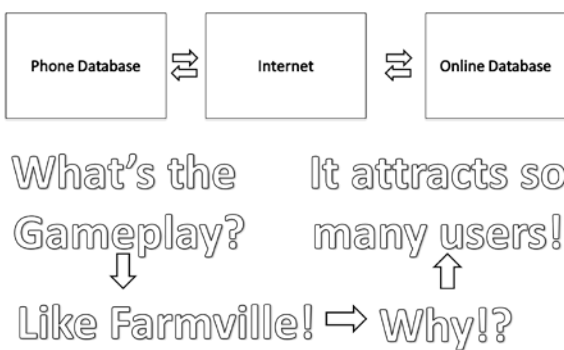 Phone Database
Internet
Online Database
What's the
Gameplay?
It attracts so
many users!
Like Farmville!
Why!?